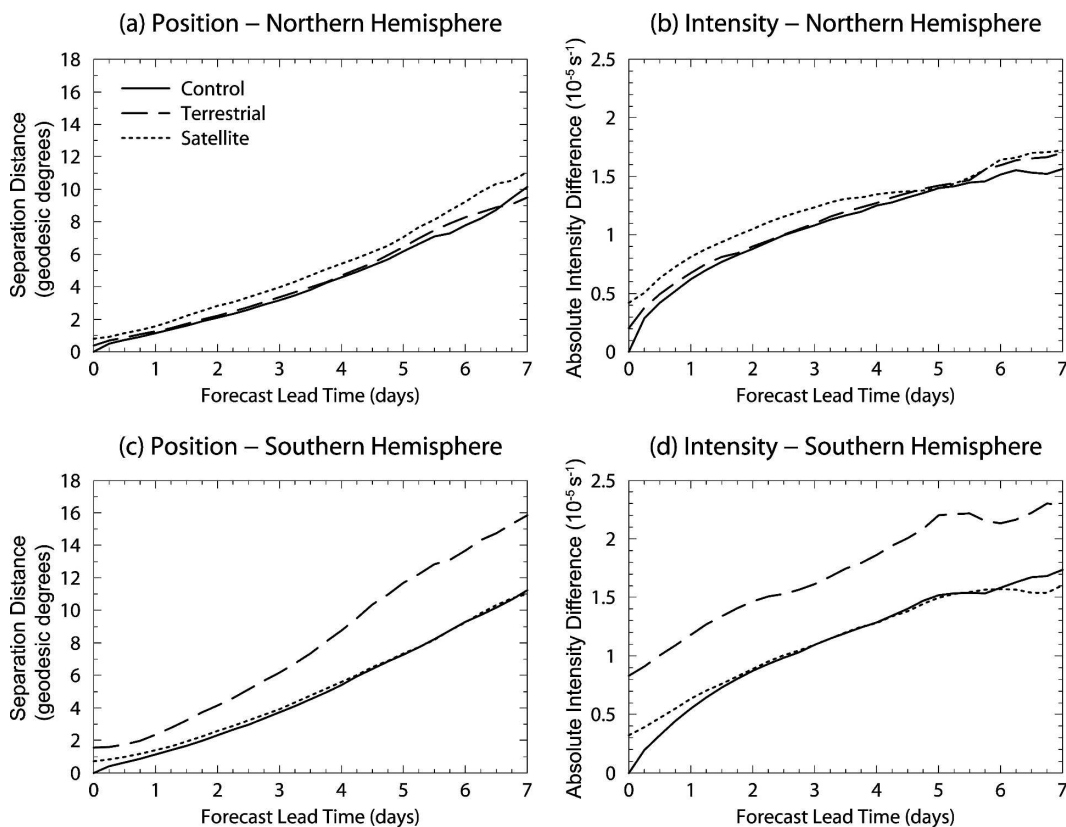 (a) Position – Northern Hemisphere
Separation Distance
(geodesic degrees)
18
16
14
12
10
8
6
4
2
0
Control
Terrestrial
Satellite
0 1 2 3 4 5 6 7
Forecast Lead Time (days)
(b) Intensity – Northern Hemisphere
Absolute Intensity Difference (10⁻⁵ s⁻¹)
2.5
2
1.5
1
0.5
0
0 1 2 3 4 5 6 7
Forecast Lead Time (days)
(c) Position – Southern Hemisphere
Separation Distance
(geodesic degrees)
18
16
14
12
10
8
6
4
2
0
0 1 2 3 4 5 6 7
Forecast Lead Time (days)
(d) Intensity – Southern Hemisphere
Absolute Intensity Difference (10⁻⁵ s⁻¹)
2.5
2
1.5
1
0.5
0
0 1 2 3 4 5 6 7
Forecast Lead Time (days)